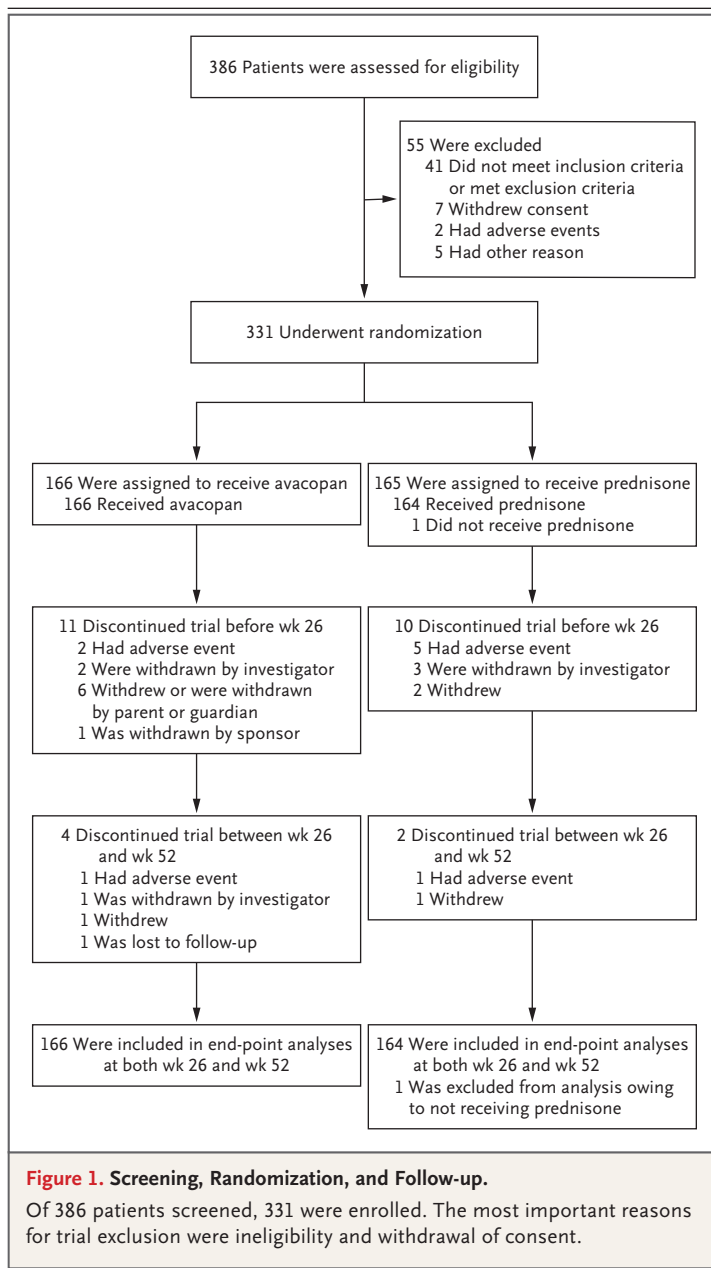 386 Patients were assessed for eligibility
55 Were excluded
41 Did not meet inclusion criteria
or met exclusion criteria
7 Withdrew consent
2 Had adverse events
5 Had other reason
331 Underwent randomization
166 Were assigned to receive avacopan
166 Received avacopan
165 Were assigned to receive prednisone
164 Received prednisone
1 Did not receive prednisone
11 Discontinued trial before wk 26
2 Had adverse event
2 Were withdrawn by investigator
6 Withdrew or were withdrawn
by parent or guardian
1 Was withdrawn by sponsor
10 Discontinued trial before wk 26
5 Had adverse event
3 Were withdrawn by investigator
2 Withdrew
4 Discontinued trial between wk 26
and wk 52
1 Had adverse event
1 Was withdrawn by investigator
1 Withdrew
1 Was lost to follow-up
2 Discontinued trial between wk 26
and wk 52
1 Had adverse event
1 Withdrew
166 Were included in end-point analyses
at both wk 26 and wk 52
164 Were included in end-point analyses
at both wk 26 and wk 52
1 Was excluded from analysis owing
to not receiving prednisone
Figure 1. Screening, Randomization, and Follow-up.
Of 386 patients screened, 331 were enrolled. The most important reasons
for trial exclusion were ineligibility and withdrawal of consent.